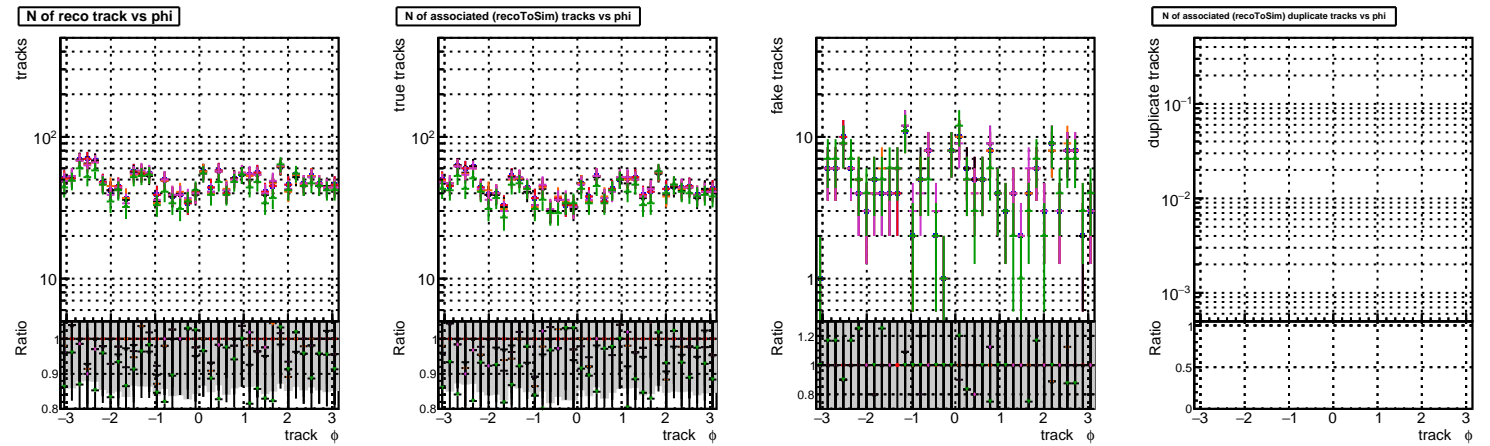 N of reco track vs phi
tracks
10²
10
Ratio
1
0.9
0.8
−3 −2 −1 0 1 2 3
track φ
N of associated (recoToSim) tracks vs phi
true tracks
10²
10
Ratio
1
0.9
0.8
−3 −2 −1 0 1 2 3
track φ
fake tracks
10
1
Ratio
1.2
1
0.8
−3 −2 −1 0 1 2 3
track φ
N of associated (recoToSim) duplicate tracks vs phi
duplicate tracks
10⁻¹
10⁻²
10⁻³
Ratio
1
0.5
0
−3 −2 −1 0 1 2 3
track φ